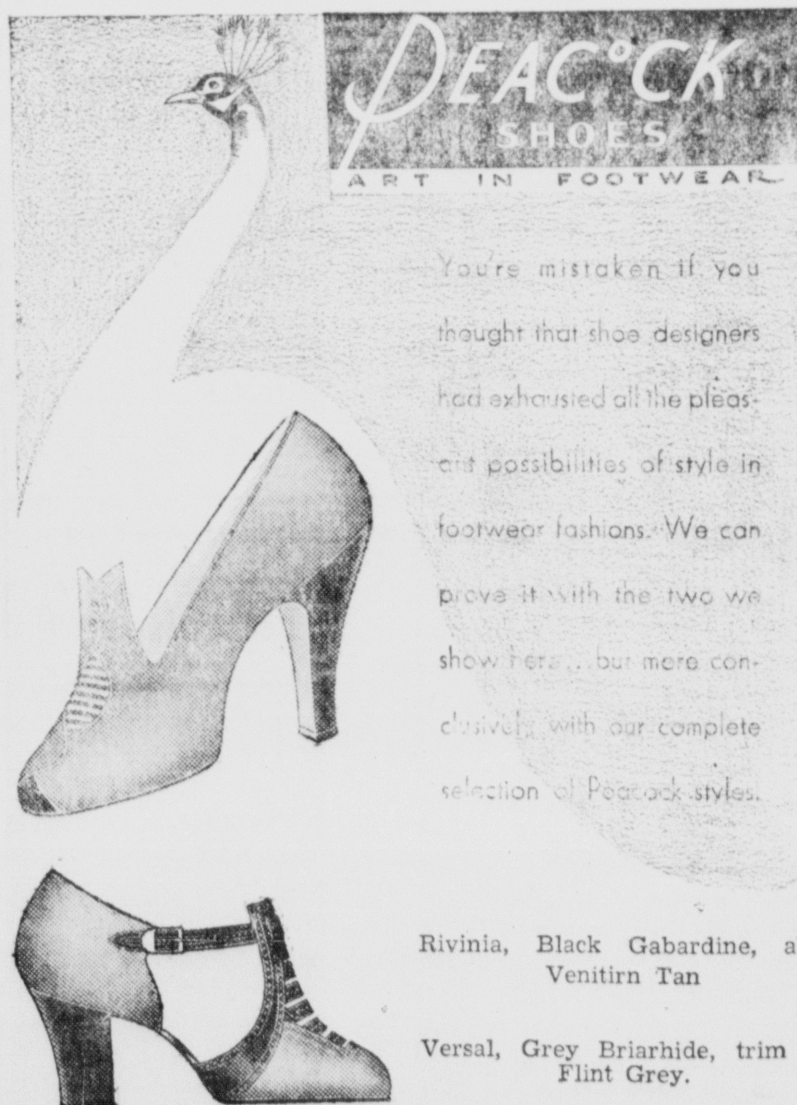 PEACOCK
SHOES
ART IN FOOTWEAR
You're mistaken if you
thought that shoe designers
had exhausted all the pleas-
ant possibilities of style in
footwear fashions. We can
prove it with the two we
show here... but more con-
clusively with our complete
selection of Peacock styles.
Rivinia, Black Gabardine, a
Venitirn Tan
Versal, Grey Briarhide, trim
Flint Grey.